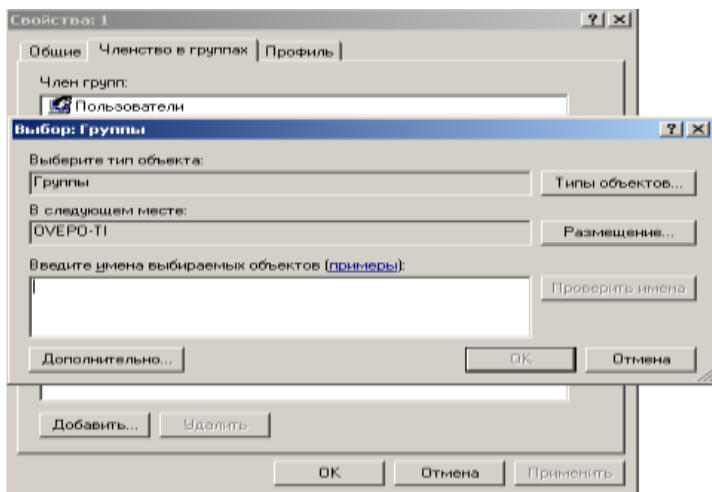 Свойства: 1
Общие Членство в группах Профиль
Член групп:
Пользователи
Выбор: Группы
Выберите тип объекта:
Группы
Типы объектов...
В следующем месте:
OVEPO-TI
Размещение...
Введите имена выбираемых объектов (примеры):
Проверить имена
Дополнительно...
ОК
Отмена
Добавить...
Удалить
ОК
Отмена
Применить